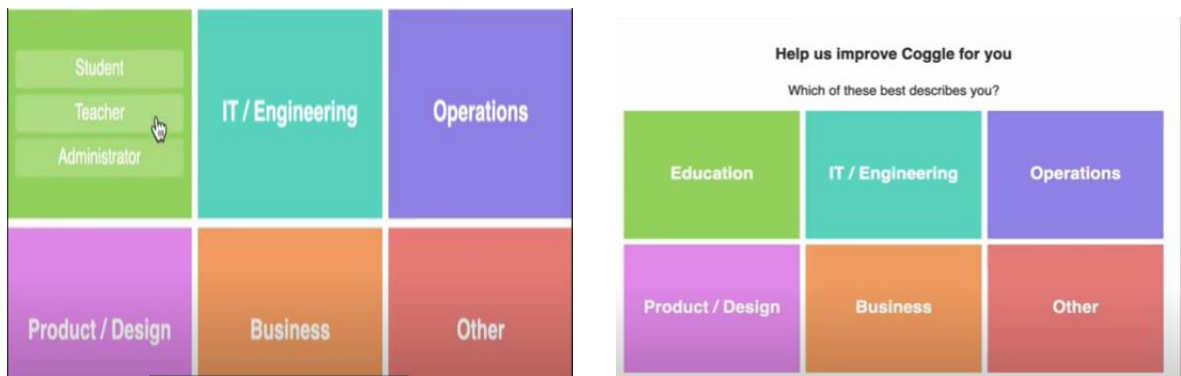 Student
Teacher
Administrator
IT / Engineering
Operations
Product / Design
Business
Other
Help us improve Coggle for you
Which of these best describes you?
Education
IT / Engineering
Operations
Product / Design
Business
Other